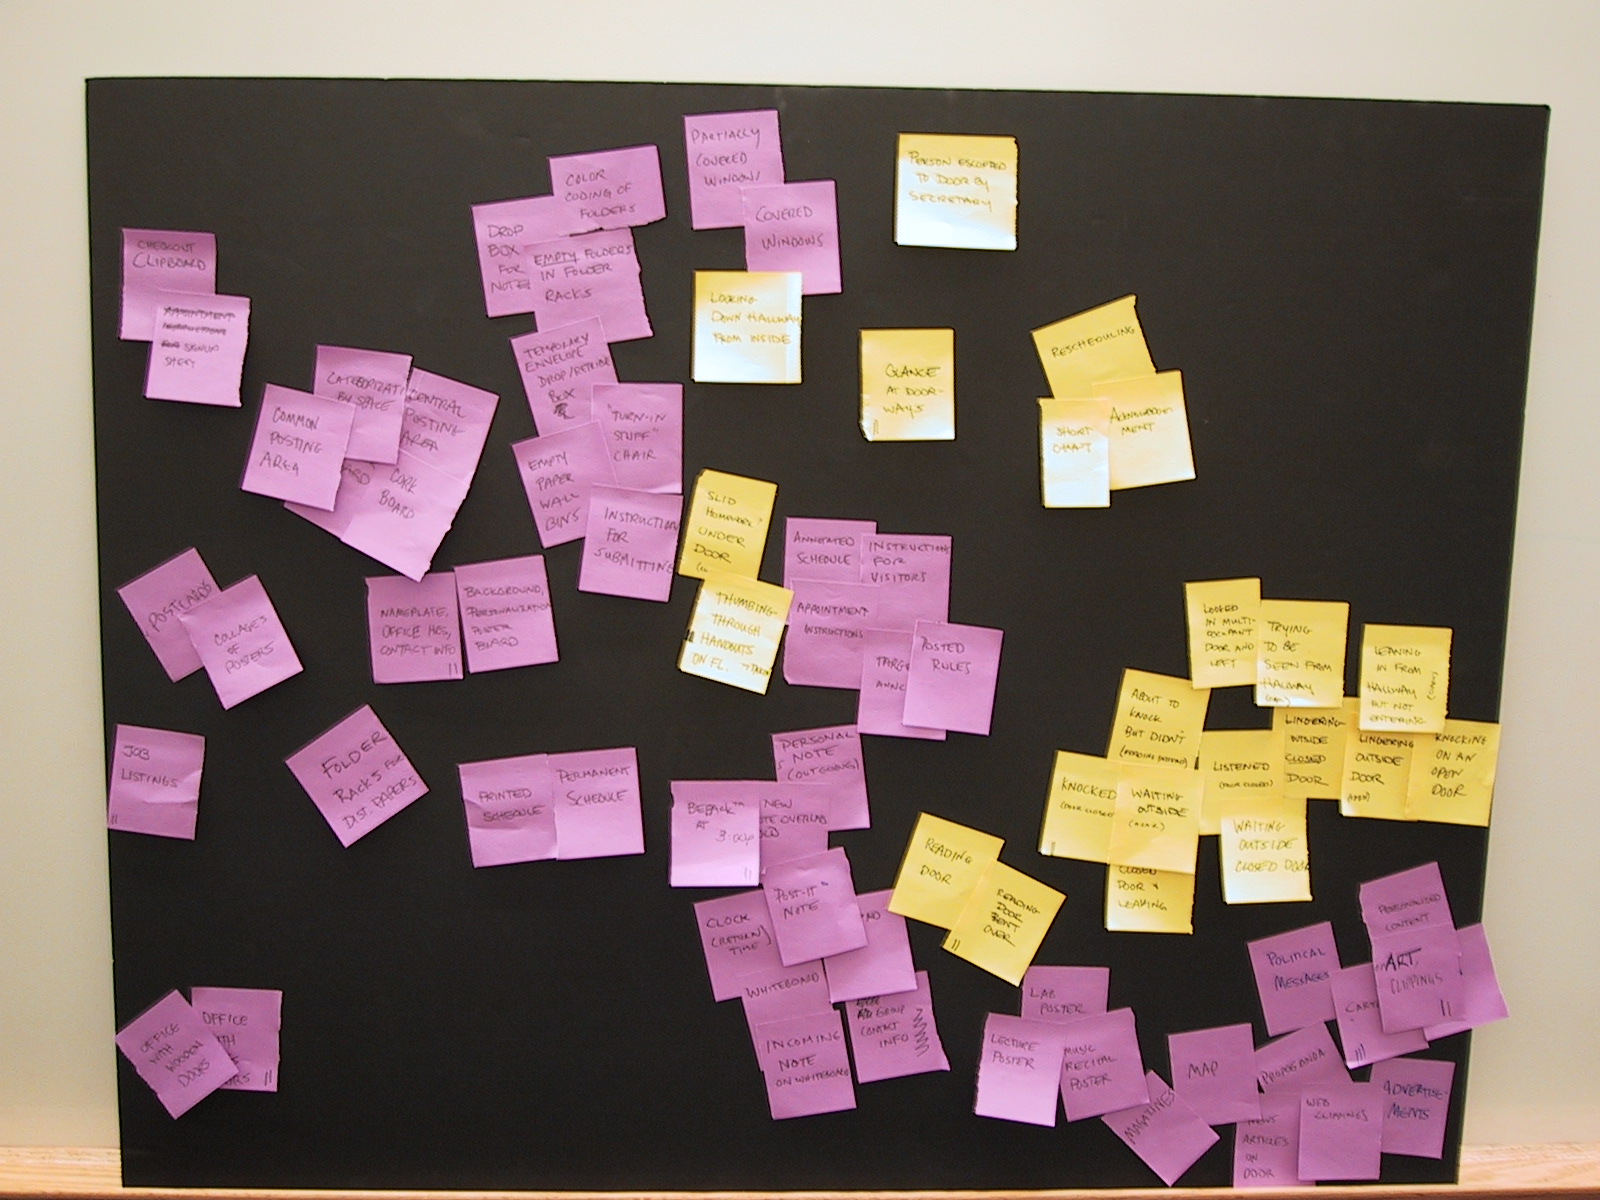 PARTIALLY
COVERED
WINDOW
COVERED
WINDOWS
PERSON ESCORTED
TO DOOR BY
SECRETARY
COLOR
CODING OF
FOLDERS
DROP
BOX
FOR
NOTES
EMPTY FOLDERS
IN FOLDER
RACKS
CHECKOUT
CLIPBOARD
APPOINTMENT
FOR SIGNUP
SHEET
LOOKING
DOWN HALLWAY
FROM INSIDE
GLANCE
AT DOOR-
WAYS
RESCHEDULING
SHORT
CHAT
MENT
TEMPORARY
ENVELOPE
DROP/RETRIEVE
BOX
"TURN-IN
STUFF"
CHAIR
EMPTY
PAPER
WALL
BINS
INSTRUCTION
FOR
SUBMITTING
BY SPACE
CENTRAL
POSTING
AREA
COMMON
POSTING
AREA
CORK
BOARD
SLID
HOMEWORK?
UNDER
DOOR
THUMBING
THROUGH
HANDOUTS
ON FL.
ANNOTATED
SCHEDULE
INSTRUCTIONS
FOR
VISITORS
APPOINTMENT
INSTRUCTIONS
TARGE
ANNC
POSTED
RULES
POSTCARDS
COLLAGES
OF
POSTERS
NAMEPLATE,
OFFICE HRS,
CONTACT INFO
BACKGROUND,
PERSONALIZATION
POSTER
BOARD
LOOKED
IN MULTI-
OCCUPANT
DOOR AND
LEFT
TRYING
TO BE
SEEN FROM
HALLWAY
LEANING
IN FROM
HALLWAY
BUT NOT
ENTERING
(OPEN)
ABOUT TO
KNOCK
BUT DIDN'T
LISTENED
(DOOR CLOSED)
LINGERING
OUTSIDE
CLOSED
DOOR
LINGERING
OUTSIDE
DOOR
(OPEN)
KNOCKING
ON AN
OPEN
DOOR
KNOCKED
(DOOR CLOSED)
WAITING
OUTSIDE
CLOSED
DOOR &
LEAVING
WAITING
OUTSIDE
CLOSED DOOR
JOB
LISTINGS
FOLDER
RACKS FOR
DIST. PAPERS
PRINTED
SCHEDULE
PERMANENT
SCHEDULE
PERSONAL
NOTE
(OUTGOING)
BE BACK
AT
3:00p
NEW
OVERLAID
OLD
READING
DOOR
READING
DOOR
BENT
OVER
CLOCK
(RETURN)
TIME
POST-IT
NOTE
WHITEBOARD
INCOMING
NOTE
ON WHITEBOARD
GROUP
CONTACT
INFO
LAB
POSTER
LECTURE
POSTER
MUSIC
RECITAL
POSTER
MAGAZINES
MAP
PROPOGANDA
POLITICAL
MESSAGES
PERSONALIZED
CONTENT
ART,
CLIPPINGS
NEWS
ARTICLES
ON
DOOR
WEB
CLIPPINGS
ADVERTISE-
MENTS
OFFICE
WITH
WOODEN
DOORS
OFFICE